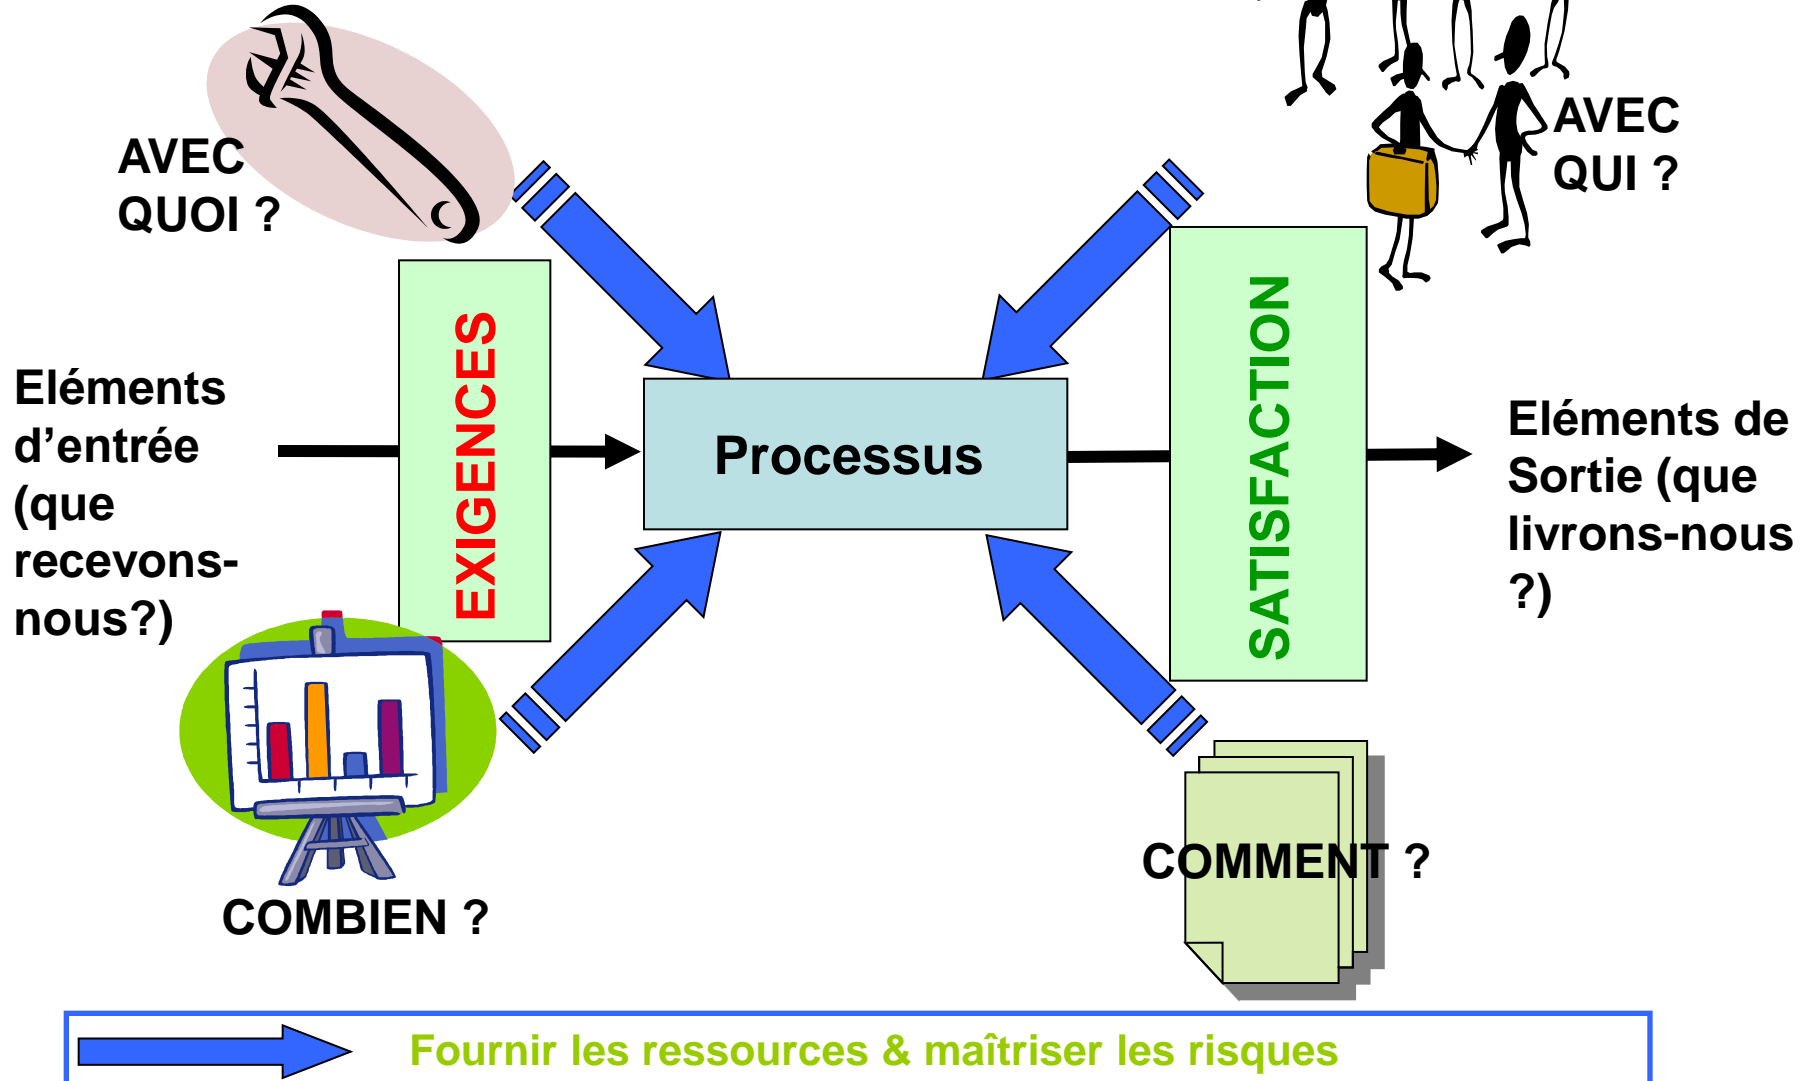 AVEC
QUOI ?
AVEC
QUI ?
Eléments
d’entrée
(que
recevons-
nous?)
EXIGENCES
Processus
SATISFACTION
Eléments de
Sortie (que
livrons-nous
?)
COMBIEN ?
COMMENT ?
Fournir les ressources & maîtriser les risques